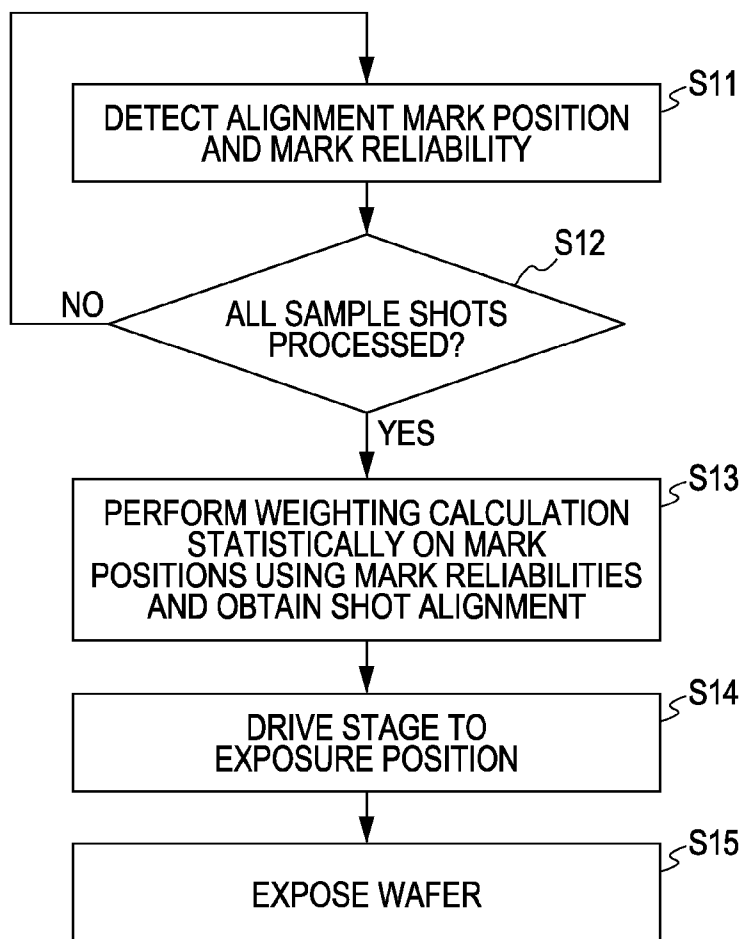 S11
DETECT ALIGNMENT MARK POSITION
AND MARK RELIABILITY
S12
NO
ALL SAMPLE SHOTS
PROCESSED?
YES
S13
PERFORM WEIGHTING CALCULATION
STATISTICALLY ON MARK
POSITIONS USING MARK RELIABILITIES
AND OBTAIN SHOT ALIGNMENT
S14
DRIVE STAGE TO
EXPOSURE POSITION
S15
EXPOSE WAFER